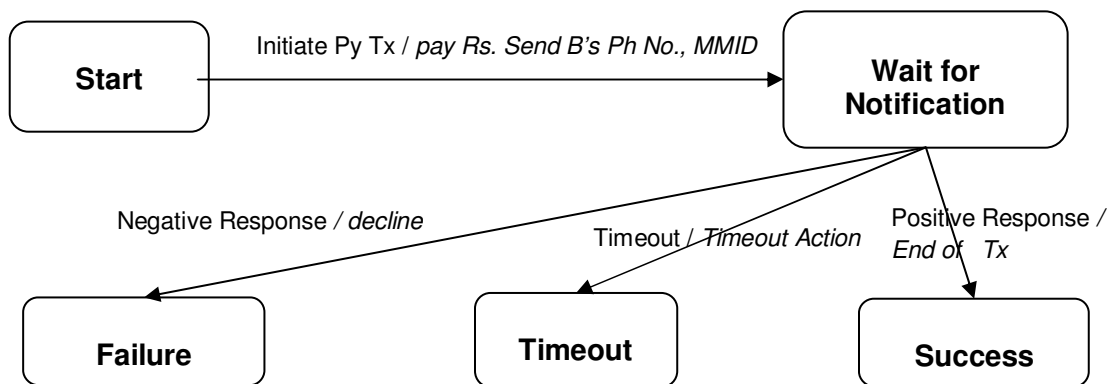 Initiate Py Tx / pay Rs. Send B's Ph No., MMID
Start
Wait for
Notification
Negative Response / decline
Timeout / Timeout Action
Positive Response /
End of Tx
Failure
Timeout
Success